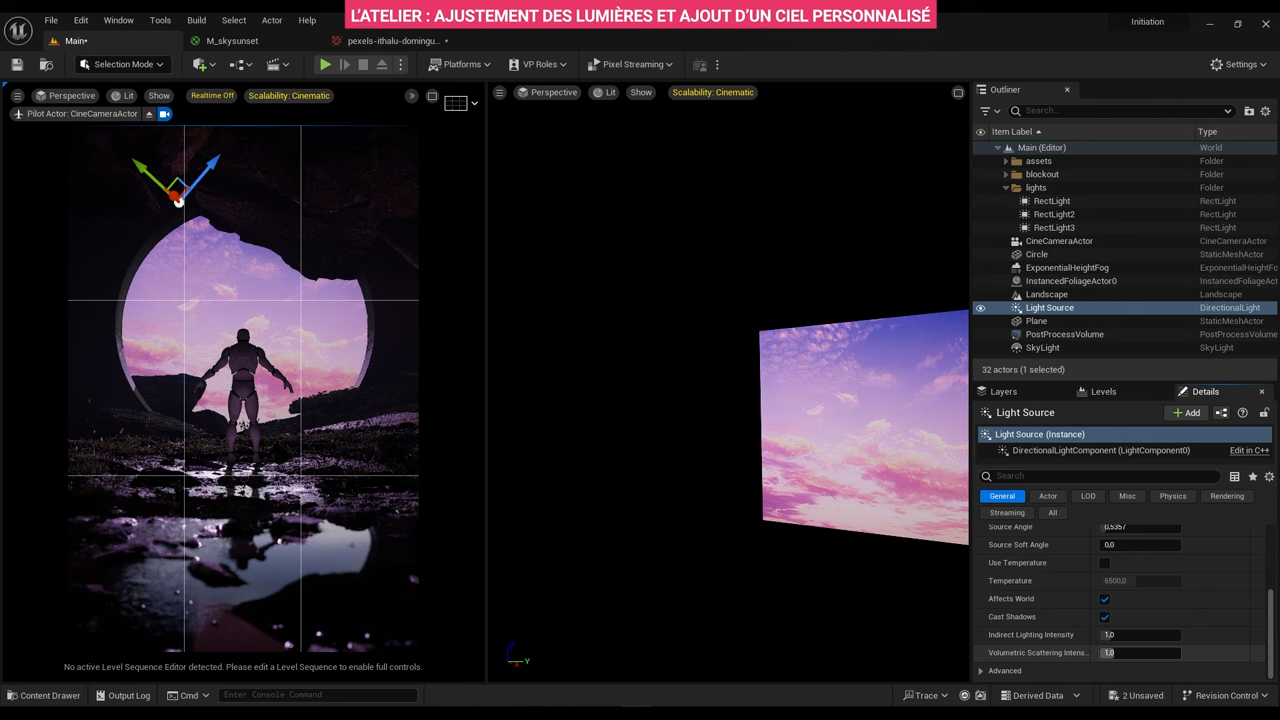 L'ATELIER : AJUSTEMENT DES LUMIÈRES ET AJOUT D'UN CIEL PERSONNALISÉ
File Edit Window Tools Build Select Actor Help
Initiation
Main*
M_skysunset
pexels-ithalu-domingu... •
Selection Mode
Platforms
VP Roles
Pixel Streaming
Settings
Perspective Lit Show Realtime Off Scalability: Cinematic
Pilot Actor: CineCameraActor
No active Level Sequence Editor detected. Please edit a Level Sequence to enable full controls.
Perspective Lit Show Scalability: Cinematic
Y
Outliner
Search...
Item Label Type
Main (Editor) World
assets Folder
blockout Folder
lights Folder
RectLight RectLight
RectLight2 RectLight
RectLight3 RectLight
CineCameraActor CineCameraActor
Circle StaticMeshActor
ExponentialHeightFog ExponentialHeightFo
InstancedFoliageActor0 InstancedFoliageAct
Landscape Landscape
Light Source DirectionalLight
Plane StaticMeshActor
PostProcessVolume PostProcessVolume
SkyLight SkyLight
32 actors (1 selected)
Layers Levels Details
Light Source Add
Light Source (Instance)
DirectionalLightComponent (LightComponent0) Edit in C++
Search
General Actor LOD Misc Physics Rendering
Streaming All
Source Angle 0,5357
Source Soft Angle 0,0
Use Temperature
Temperature 6500,0
Affects World
Cast Shadows
Indirect Lighting Intensity 1,0
Volumetric Scattering Intens.. 1,0
Advanced
Content Drawer Output Log Cmd Enter Console Command Trace Derived Data 2 Unsaved Revision Control